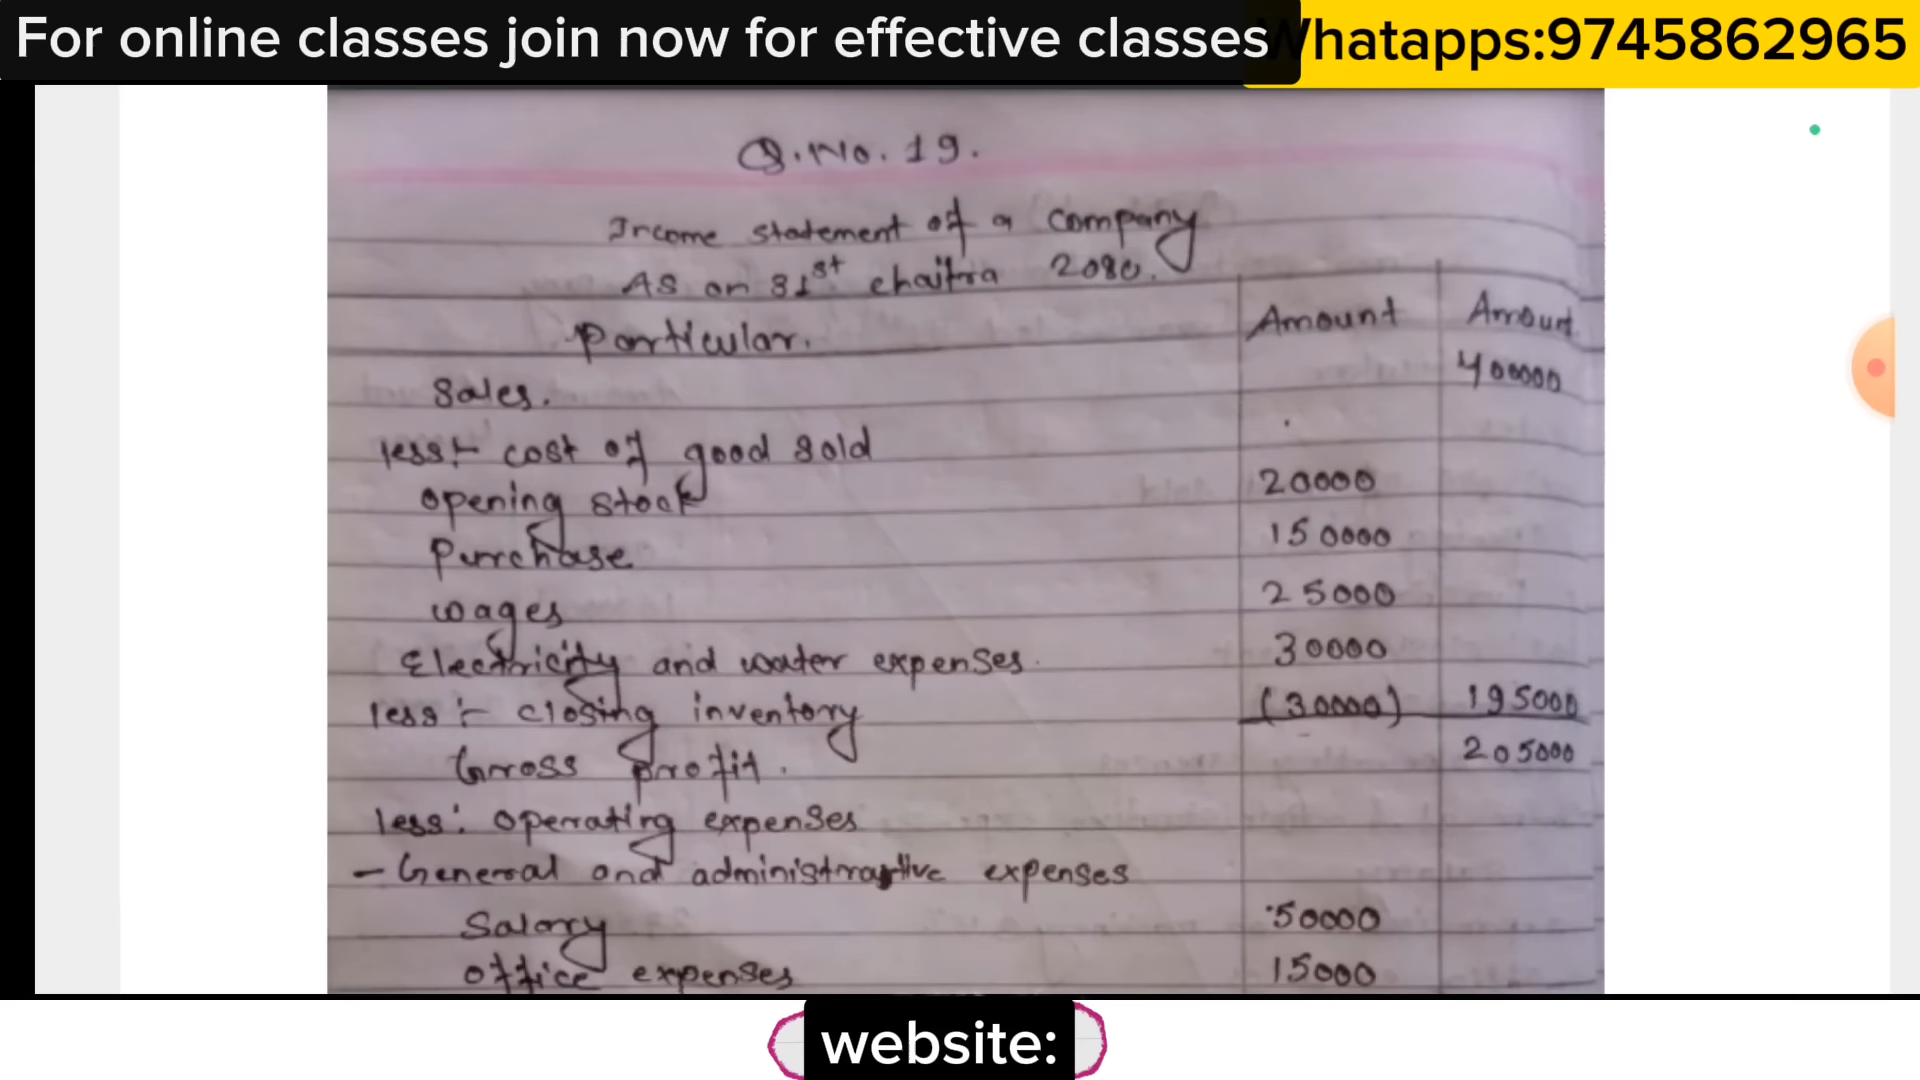 For online classes join now for effective classes
Whatapps:9745862965
Q.No. 19.
Income statement of a company
As on 31st chaitra 2080.
Particular. Amount Amount
Sales. 400000
less:- cost of good sold
opening stock 20000
Purchase 150000
wages 25000
Electricity and water expenses. 30000
less:- closing inventory (30000) 195000
Gross profit. 205000
less: operating expenses
- General and administrative expenses
Salary 50000
office expenses 15000
website: